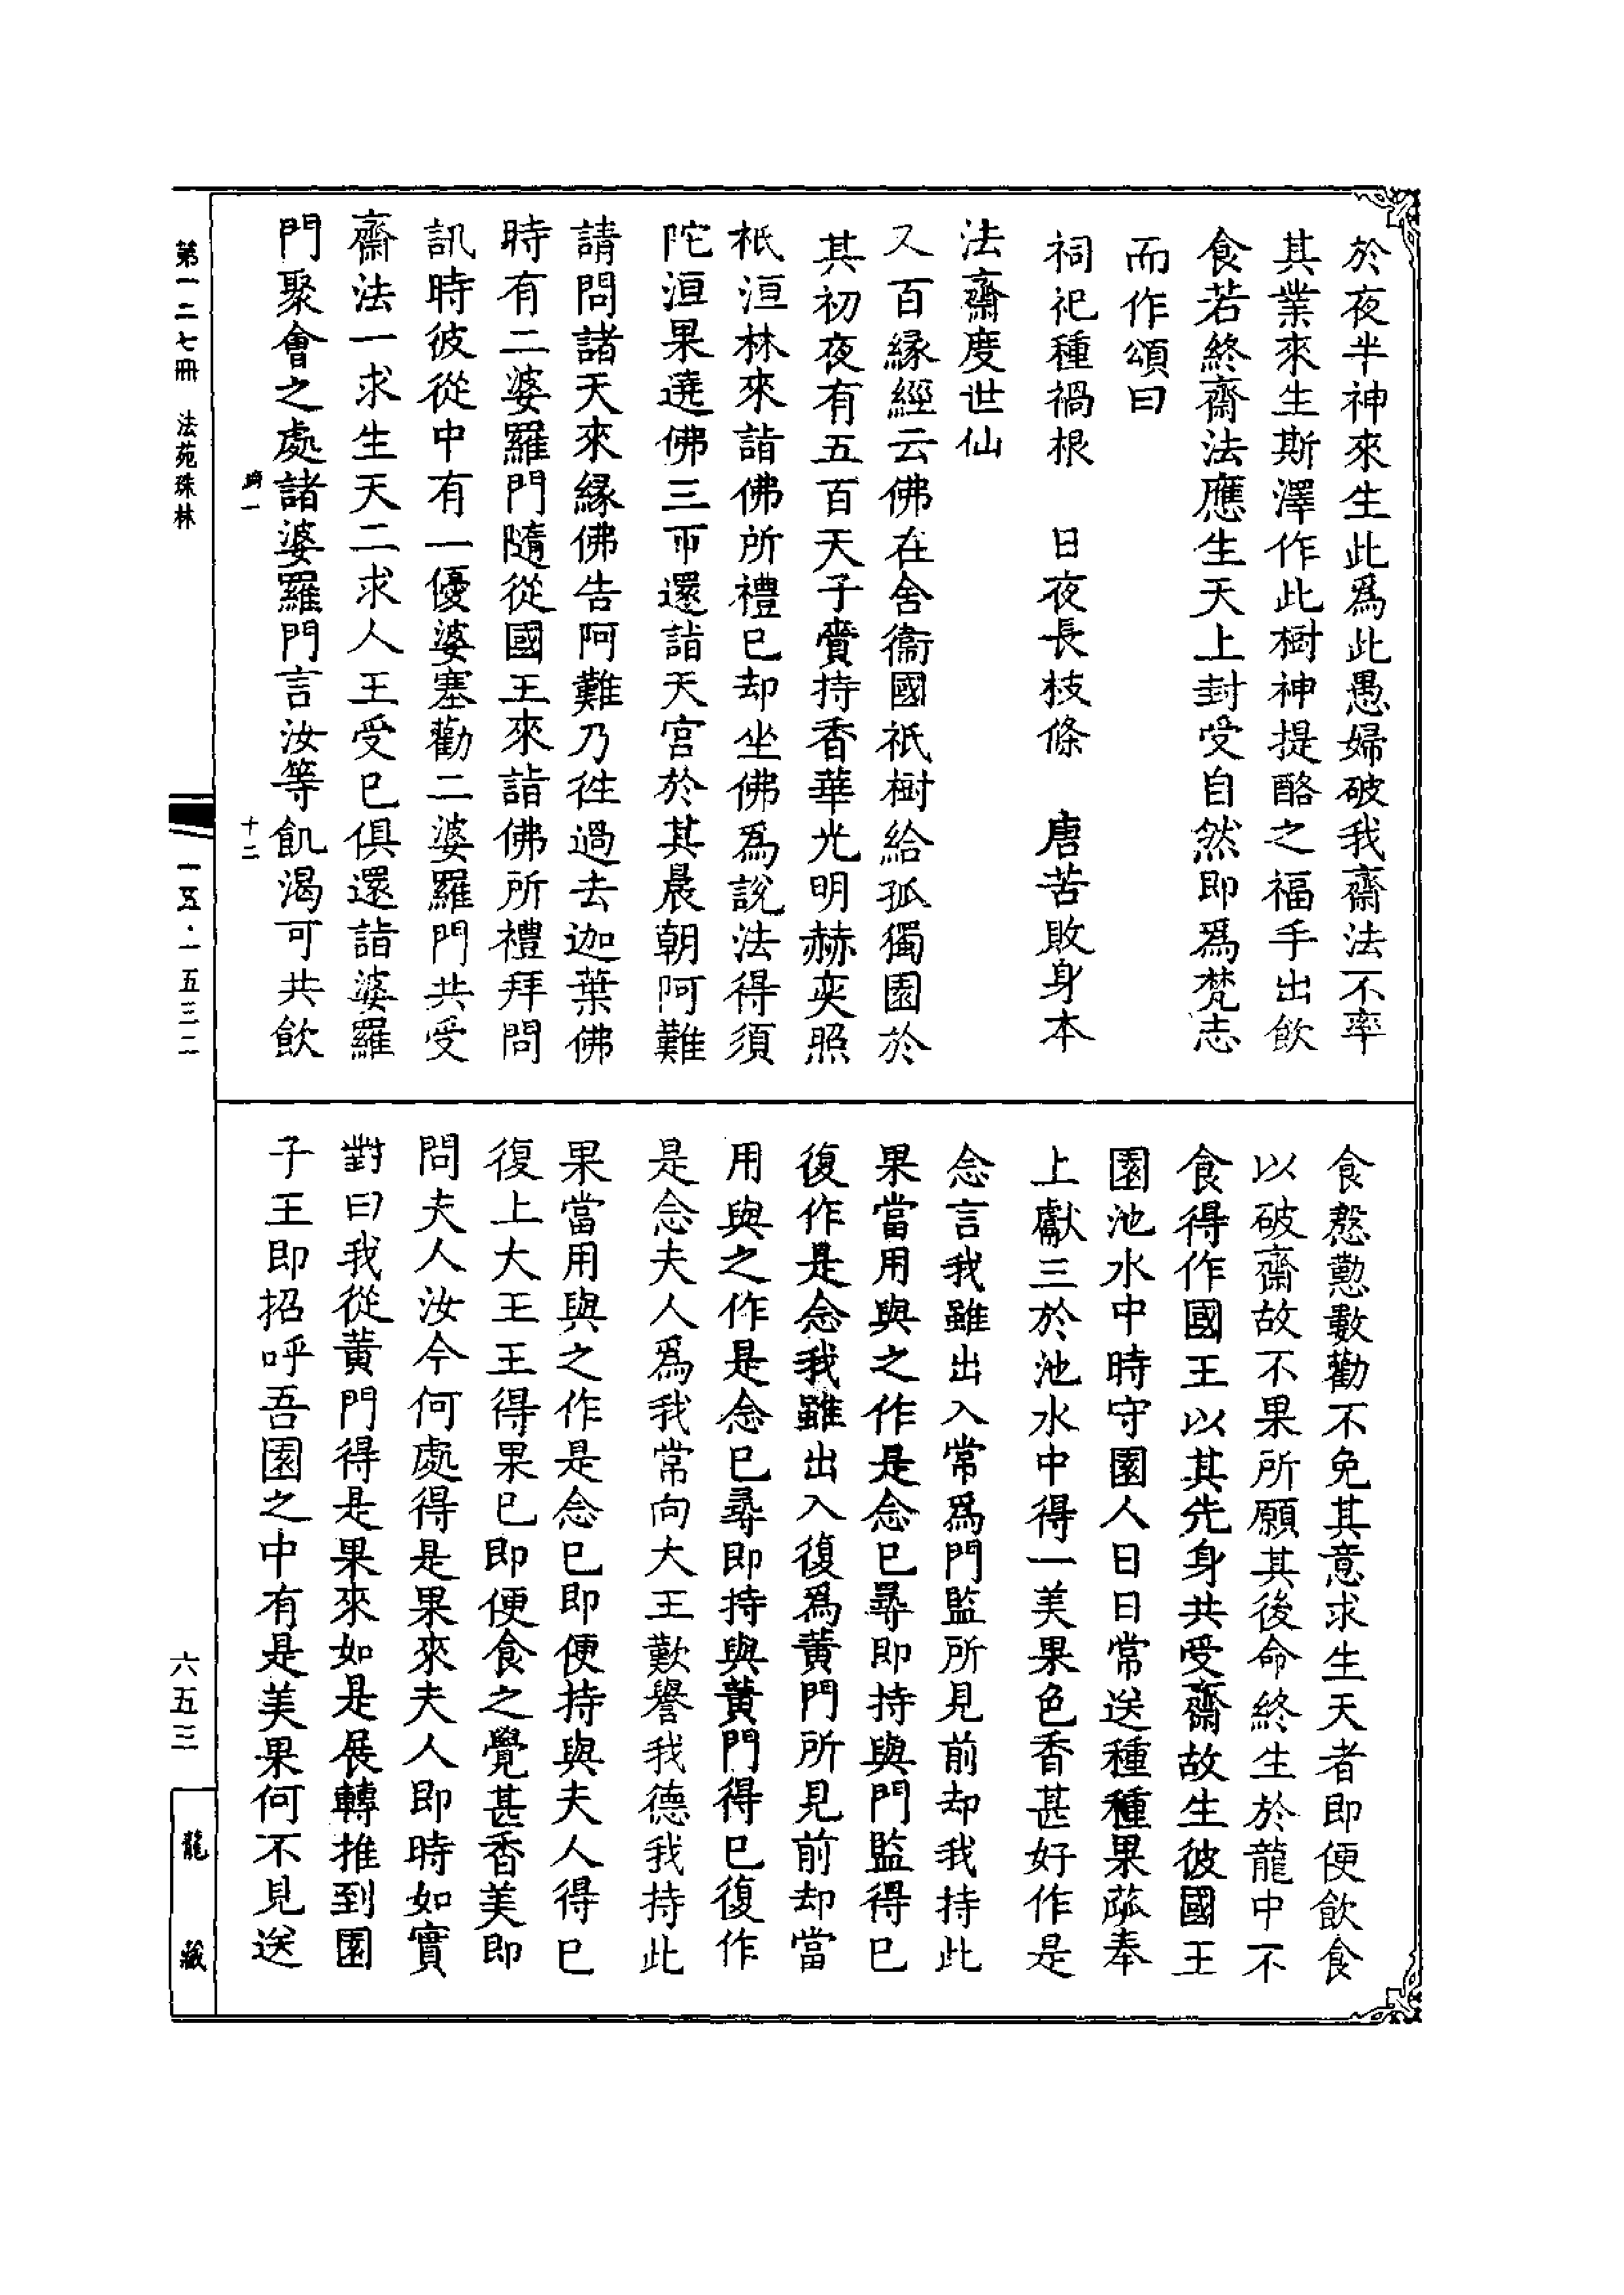 於夜半神來生此爲此愚婦破我齋法不率
其業來生斯澤作此樹神提酪之福手出飲
食若終齋法應生天上封受自然即爲梵志
而作頌曰
祠祀種禍根　日夜長枝條　唐苦敗身本
法齋度世仙
又百緣經云佛在舍衞國祇樹給孤獨園於
其初夜有五百天子賷持香華光明赫奕照
祇洹林來詣佛所禮已却坐佛爲說法得須
陀洹果遶佛三帀還詣天宮於其晨朝阿難
請問諸天來緣佛告阿難乃徃過去迦葉佛
時有二婆羅門隨從國王來詣佛所禮拜問
訊時彼從中有一優婆塞勸二婆羅門共受
齋法一求生天二求人王受已俱還詣婆羅
門聚會之處諸婆羅門言汝等飢渴可共飲
食慇懃數勸不免其意求生天者即便飲食
以破齋故不果所願其後命終生於龍中不
食得作國王以其先身共受齋故生彼國王
園池水中時守園人日日常送種種果蓏奉
上獻三於池水中得一美果色香甚好作是
念言我雖出入常爲門監所見前却我持此
果當用與之作是念已尋即持與門監得已
復作是念我雖出入復爲黃門所見前却當
用與之作是念已尋即持與黃門得已復作
是念夫人爲我常向大王歎譽我德我持此
果當用與之作是念已即便持與夫人得已
復上大王王得果已即便食之覺甚香美即
問夫人汝今何處得是果來夫人即時如實
對曰我從黃門得是果來如是展轉推到園
子王即招呼吾園之中有是美果何不見送
第一二七冊　法苑珠林
一
十二
一五·一五三二
六五三
龍藏